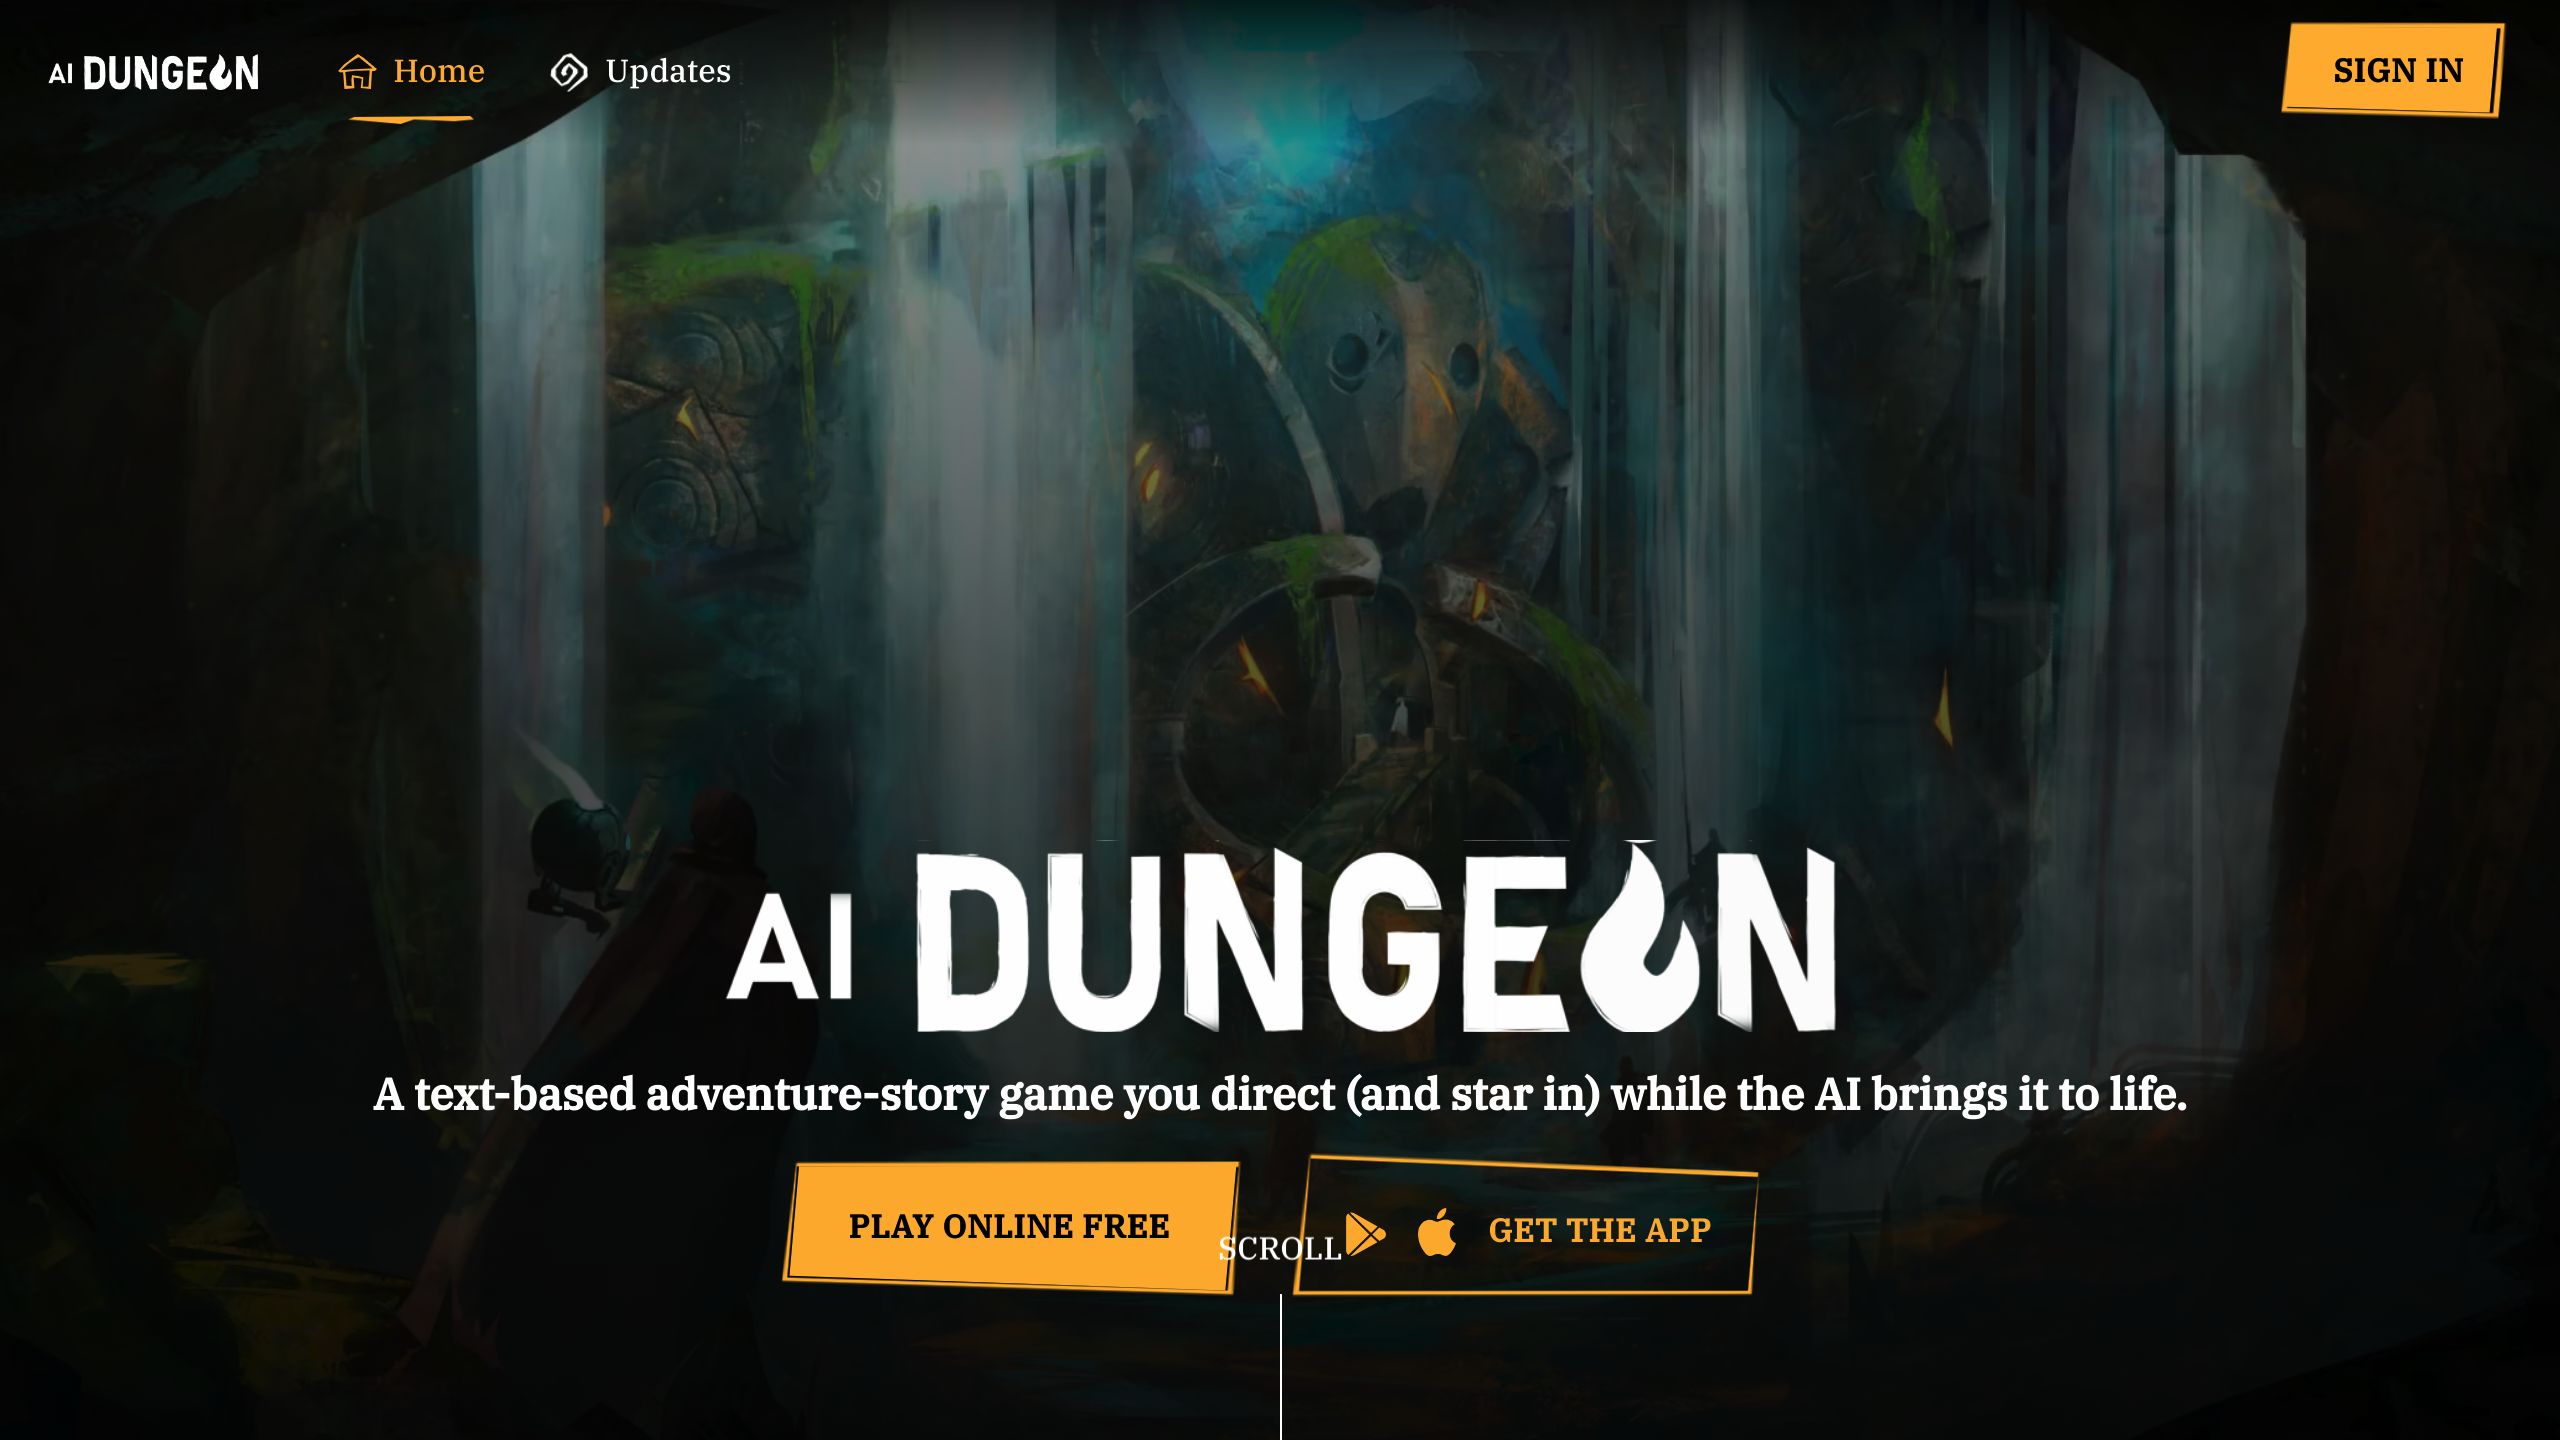 AI DUNGEON
Home
Updates
SIGN IN
AI DUNGEON
A text-based adventure-story game you direct (and star in) while the AI brings it to life.
PLAY ONLINE FREE
GET THE APP
SCROLL